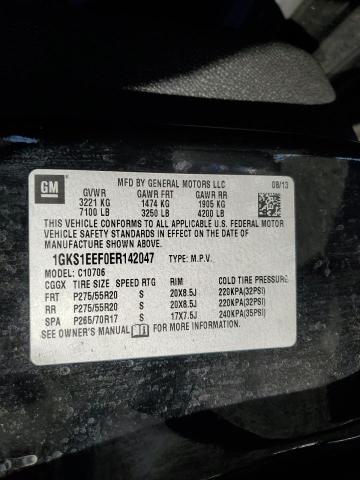 GM
MFD BY GENERAL MOTORS LLC 08/13
GVWR GAWR FRT GAWR RR
3221 KG 1474 KG 1905 KG
7100 LB 3250 LB 4200 LB
THIS VEHICLE CONFORMS TO ALL APPLICABLE U.S. FEDERAL MOTOR
VEHICLE SAFETY STANDARDS IN EFFECT ON THE DATE OF
MANUFACTURE SHOWN ABOVE.
1GKS1EEF0ER142047 TYPE: M.P.V.
MODEL: C10706
CGGX TIRE SIZE SPEED RTG RIM COLD TIRE PRESSURE
FRT P275/55R20 S 20X8.5J 220KPA(32PSI)
RR P275/55R20 S 20X8.5J 220KPA(32PSI)
SPA P265/70R17 S 17X7.5J 240KPA(35PSI)
SEE OWNER'S MANUAL FOR MORE INFORMATION.